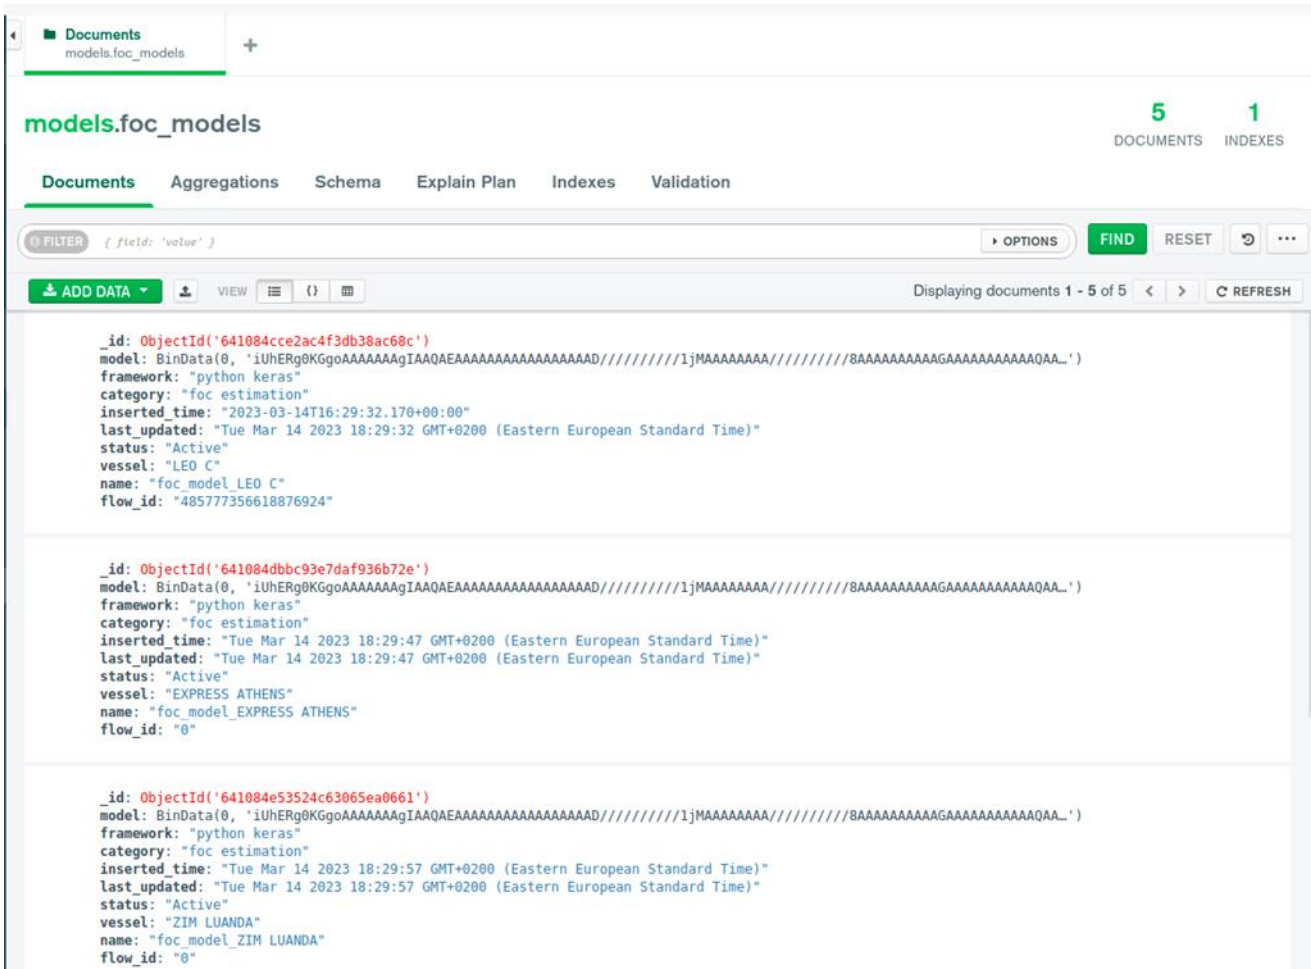 Documents
models.foc_models
+
models.foc_models
5
DOCUMENTS
1
INDEXES
Documents Aggregations Schema Explain Plan Indexes Validation
FILTER { field: 'value' } OPTIONS FIND RESET ...
ADD DATA VIEW {} Displaying documents 1 - 5 of 5 < > REFRESH
_id: ObjectId('641084cce2ac4f3db38ac68c')
model: BinData(0, 'iUhERg0KGgoAAAAAAAgIAAQAEAAAAAAAAAAAAAAAAAD//////////1jMAAAAAAAA//////////8AAAAAAAAAAGAAAAAAAAAAAQAA…')
framework: "python keras"
category: "foc estimation"
inserted_time: "2023-03-14T16:29:32.170+00:00"
last_updated: "Tue Mar 14 2023 18:29:32 GMT+0200 (Eastern European Standard Time)"
status: "Active"
vessel: "LEO C"
name: "foc_model_LEO C"
flow_id: "485777356618876924"
_id: ObjectId('641084dbbc93e7daf936b72e')
model: BinData(0, 'iUhERg0KGgoAAAAAAAgIAAQAEAAAAAAAAAAAAAAAAAD//////////1jMAAAAAAAA//////////8AAAAAAAAAAGAAAAAAAAAAAQAA…')
framework: "python keras"
category: "foc estimation"
inserted_time: "Tue Mar 14 2023 18:29:47 GMT+0200 (Eastern European Standard Time)"
last_updated: "Tue Mar 14 2023 18:29:47 GMT+0200 (Eastern European Standard Time)"
status: "Active"
vessel: "EXPRESS ATHENS"
name: "foc_model_EXPRESS ATHENS"
flow_id: "0"
_id: ObjectId('641084e53524c63065ea0661')
model: BinData(0, 'iUhERg0KGgoAAAAAAAgIAAQAEAAAAAAAAAAAAAAAAAD//////////1jMAAAAAAAA//////////8AAAAAAAAAAGAAAAAAAAAAAQAA…')
framework: "python keras"
category: "foc estimation"
inserted_time: "Tue Mar 14 2023 18:29:57 GMT+0200 (Eastern European Standard Time)"
last_updated: "Tue Mar 14 2023 18:29:57 GMT+0200 (Eastern European Standard Time)"
status: "Active"
vessel: "ZIM LUANDA"
name: "foc_model_ZIM LUANDA"
flow_id: "0"